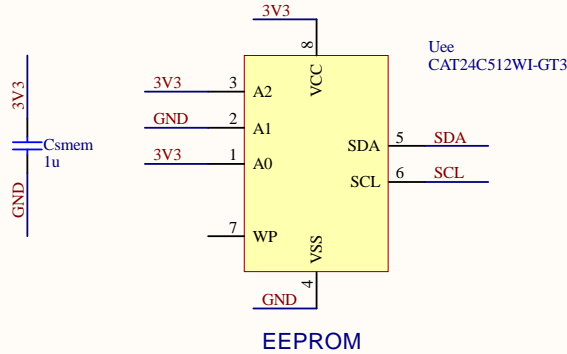 3V3
8
VCC
Uee
CAT24C512WI-GT3
3V3
3V3
3
A2
GND
2
A1
3V3
1
A0
SDA
5
SDA
SCL
6
SCL
Csmem
1u
GND
7
WP
VSS
4
GND
EEPROM